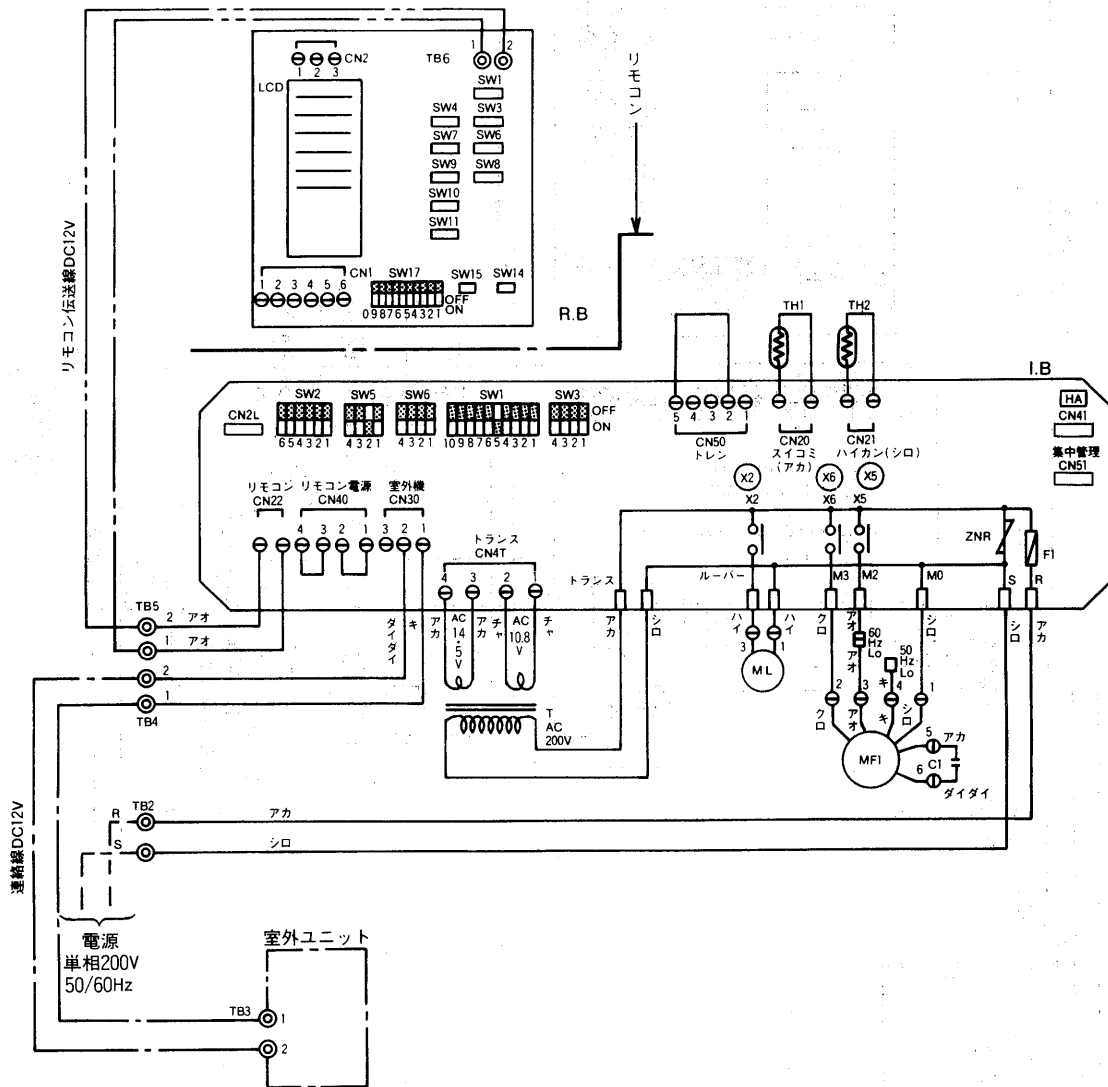 1 2
TB6
CN2
1 2 3
LCD
SW1
SW4 SW3
SW7 SW6
SW9 SW8
SW10
SW11
リモコン
CN1 SW17 SW15 SW14
1 2 3 4 5 6
OFF
ON
0987654321
R.B
リモコン伝送線DC12V
TH1 TH2
I.B
SW2 SW5 SW6 SW1 SW3
OFF
ON
CN2L
654321 4321 4321 10987654321 4321
5 4 3 2 1
CN50
トレン
CN20
スイコミ
(アカ)
CN21
ハイカン(シロ)
HA
CN41
集中管理
CN51
リモコン
CN22
リモコン電源
CN40
室外機
CN30
4 3 2 1 3 2 1
トランス
CN4T
4 3 2 1
X2 X6 X5
X2 X6 X5
ZNR
F1
トランス
ルーバー
M3 M2 M0
S R
TB5
2 アオ
1 アオ
2
1
TB4
ダイダイ
キ
アカ
AC
14・5
V
アカ
チャ
AC
10.8
V
チャ
アカ
シロ
ハイ
ハイ
クロ
アオ
シロ
シロ
アカ
3 1
ML
60
Hz
Lo
アオ
50
Hz
Lo
キ
2 3 4 1
クロ
アオ
キ
シロ
T
AC
200V
MF1
5 アカ
C1
6
ダイダイ
R TB2 アカ
S シロ
連絡線DC12V
電源
単相200V
50/60Hz
室外ユニット
TB3 1
2